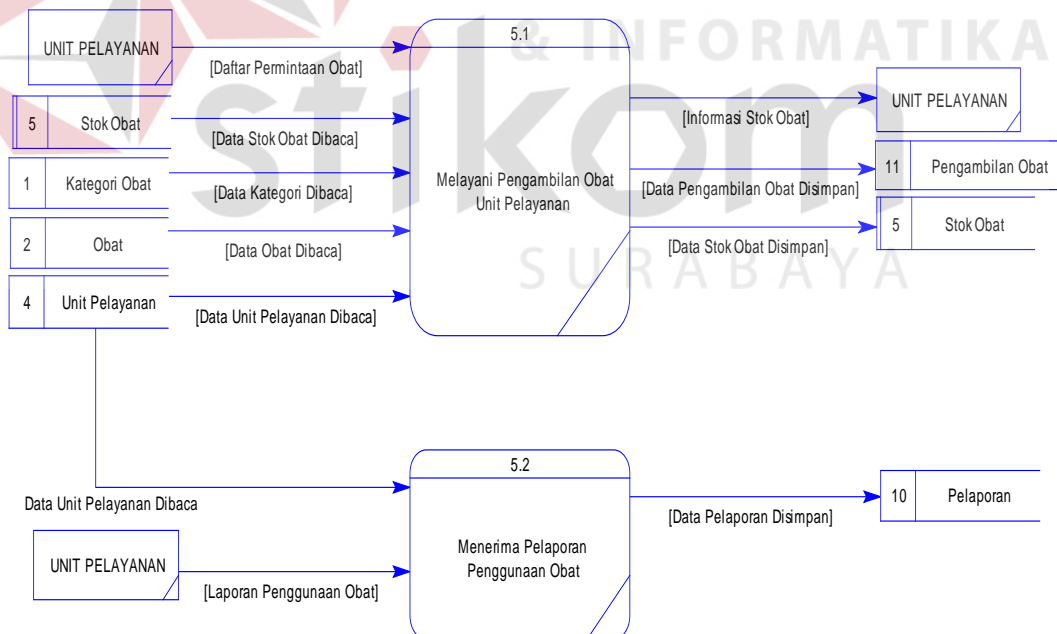 & INFORMATIKA
stikom
SURABAYA
UNIT PELAYANAN
[Daftar Permintaan Obat]
5 Stok Obat
[Data Stok Obat Dibaca]
1 Kategori Obat
[Data Kategori Dibaca]
2 Obat
[Data Obat Dibaca]
4 Unit Pelayanan
[Data Unit Pelayanan Dibaca]
5.1
Melayani Pengambilan Obat
Unit Pelayanan
[Informasi Stok Obat]
UNIT PELAYANAN
[Data Pengambilan Obat Disimpan]
11 Pengambilan Obat
[Data Stok Obat Disimpan]
5 Stok Obat
Data Unit Pelayanan Dibaca
UNIT PELAYANAN
[Laporan Penggunaan Obat]
5.2
Menerima Pelaporan
Penggunaan Obat
[Data Pelaporan Disimpan]
10 Pelaporan